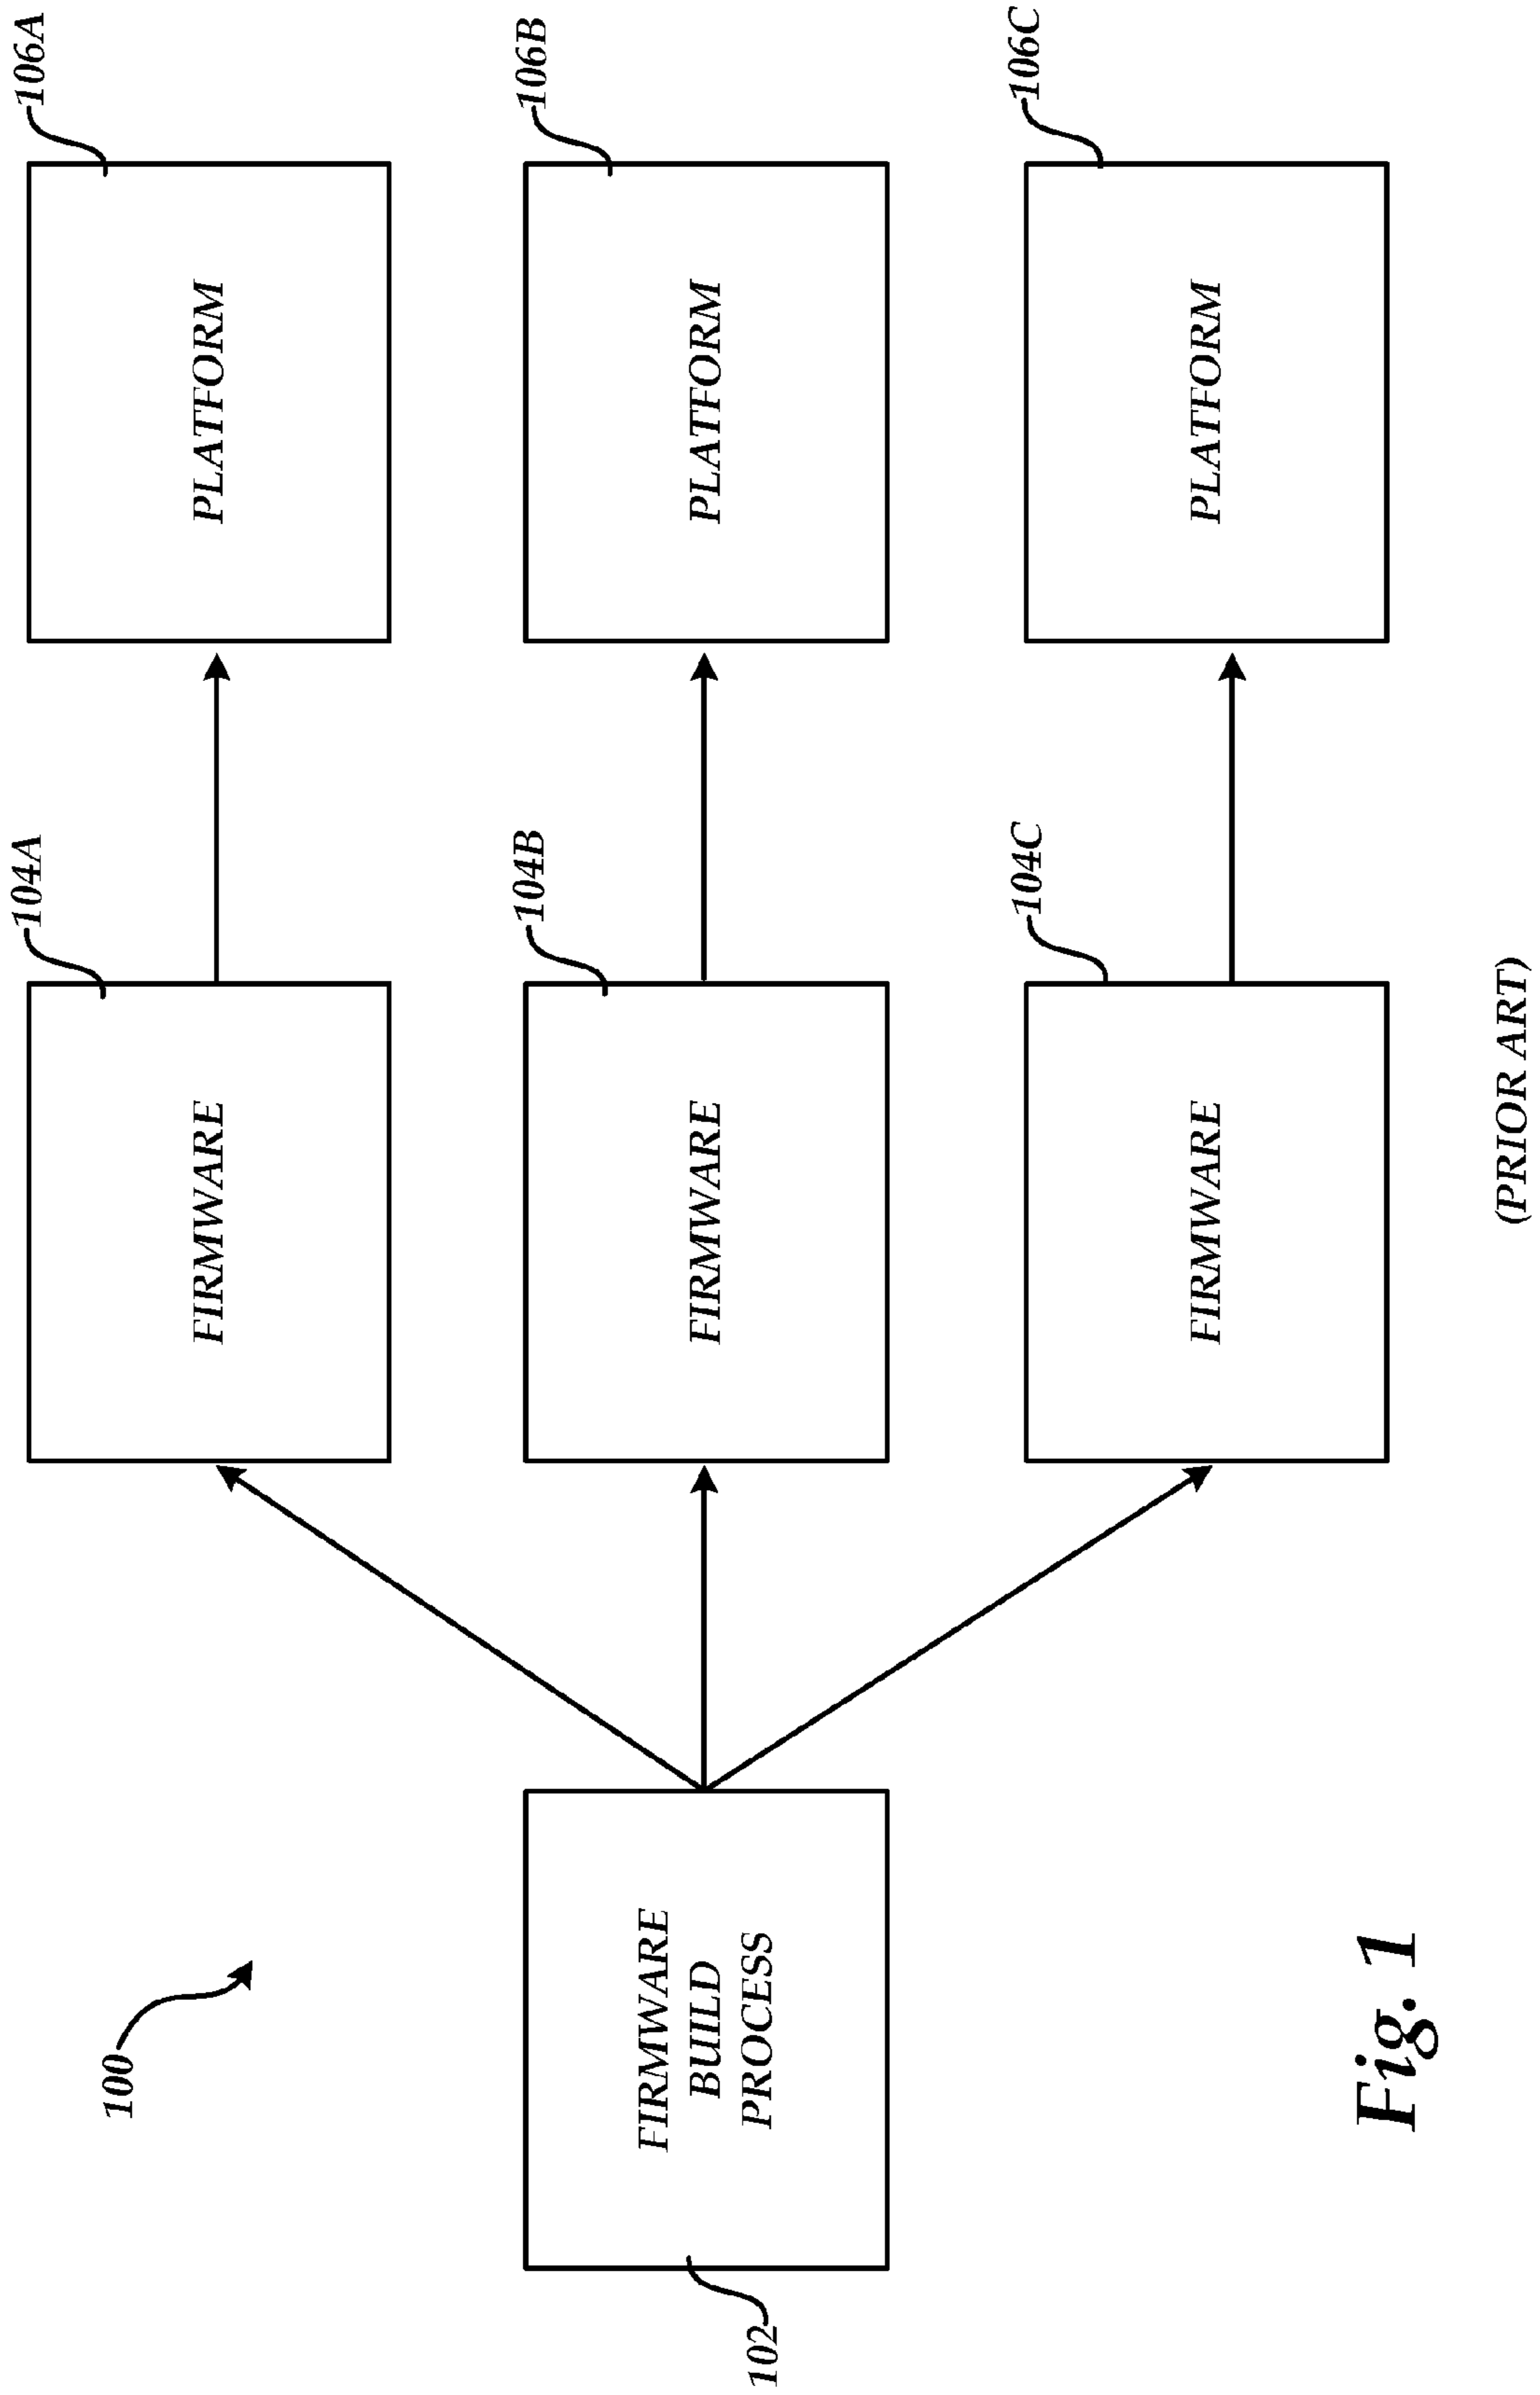 100
104A
106A
FIRMWARE
PLATFORM
102
FIRMWARE
BUILD
PROCESS
104B
106B
FIRMWARE
PLATFORM
104C
106C
FIRMWARE
PLATFORM
Fig. 1
(PRIOR ART)